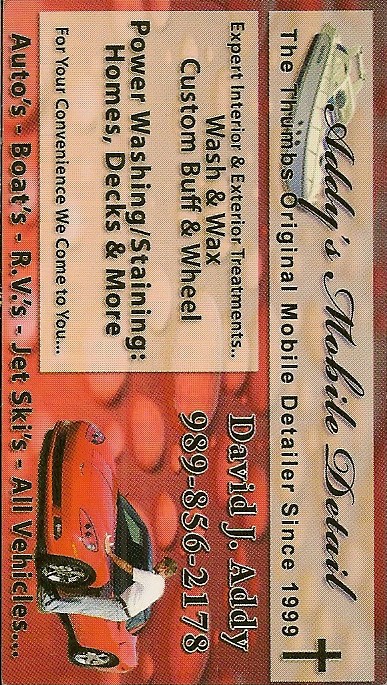 Addy's Mobile Detail
The Thumbs Original Mobile Detailer Since 1999
Expert Interior & Exterior Treatments..
Wash & Wax
Custom Buff & Wheel
Power Washing/Staining:
Homes, Decks & More
For Your Convenience We Come to You...
David J. Addy
989-856-2178
Auto's - Boat's - R.V.'s - Jet Ski's - All Vehicles...